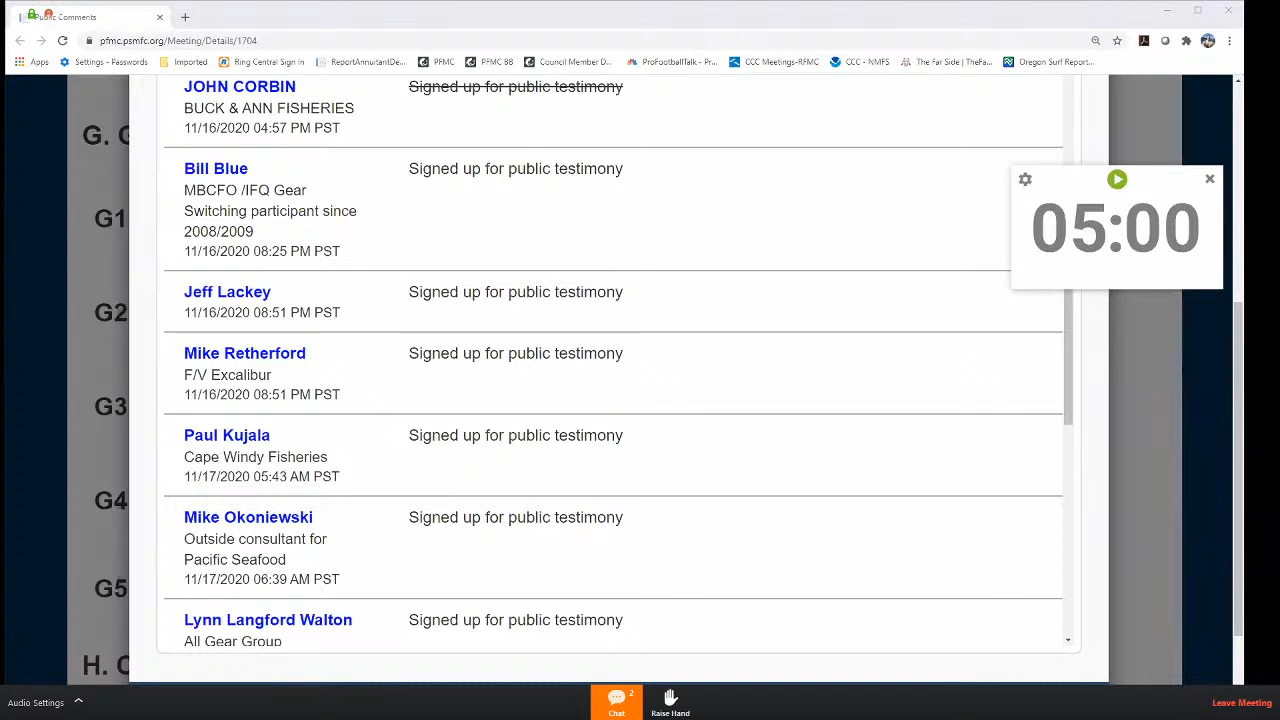 Public Comments
pfmc.psmfc.org/Meeting/Details/1704
Apps Settings - Passwords Imported Ring Central Sign In ReportAnnuitantDe... PFMC PFMC SB Council Member D... ProFootballTalk - Pr... CCC Meetings-RFMC CCC - NMFS The Far Side | TheFa... Oregon Surf Report...
JOHN CORBIN Signed up for public testimony
BUCK & ANN FISHERIES
11/16/2020 04:57 PM PST
G. G
Bill Blue Signed up for public testimony
MBCFO /IFQ Gear
Switching participant since
2008/2009
11/16/2020 08:25 PM PST
G1
05:00
Jeff Lackey Signed up for public testimony
11/16/2020 08:51 PM PST
G2
Mike Retherford Signed up for public testimony
F/V Excalibur
11/16/2020 08:51 PM PST
G3
Paul Kujala Signed up for public testimony
Cape Windy Fisheries
11/17/2020 05:43 AM PST
G4
Mike Okoniewski Signed up for public testimony
Outside consultant for
Pacific Seafood
11/17/2020 06:39 AM PST
G5
Lynn Langford Walton Signed up for public testimony
All Gear Group
H. C
Audio Settings
2
Chat
Raise Hand
Leave Meeting